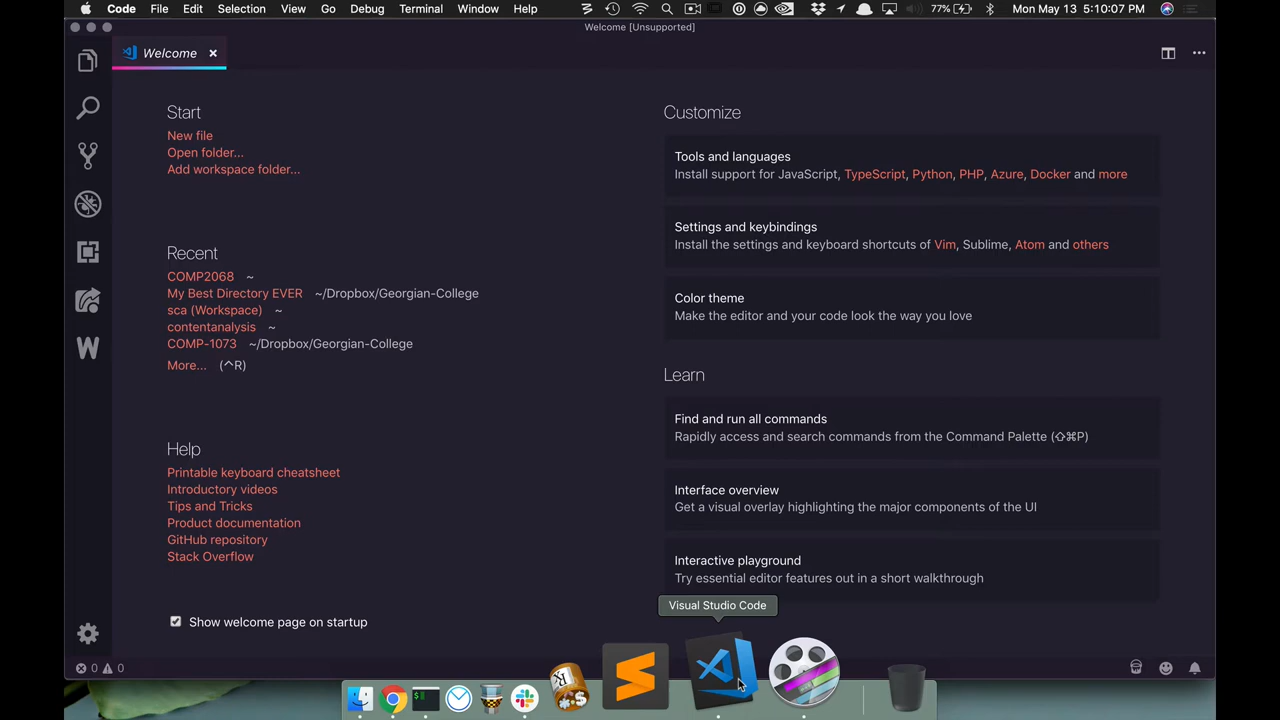 Code File Edit Selection View Go Debug Terminal Window Help 77% Mon May 13 5:10:07 PM
Welcome [Unsupported]
Welcome
Start
New file
Open folder...
Add workspace folder...
Recent
COMP2068 ~
My Best Directory EVER ~/Dropbox/Georgian-College
sca (Workspace) ~
contentanalysis ~
COMP-1073 ~/Dropbox/Georgian-College
More... (^R)
Help
Printable keyboard cheatsheet
Introductory videos
Tips and Tricks
Product documentation
GitHub repository
Stack Overflow
Show welcome page on startup
Customize
Tools and languages
Install support for JavaScript, TypeScript, Python, PHP, Azure, Docker and more
Settings and keybindings
Install the settings and keyboard shortcuts of Vim, Sublime, Atom and others
Color theme
Make the editor and your code look the way you love
Learn
Find and run all commands
Rapidly access and search commands from the Command Palette (⇧⌘P)
Interface overview
Get a visual overlay highlighting the major components of the UI
Interactive playground
Try essential editor features out in a short walkthrough
Visual Studio Code
0 0